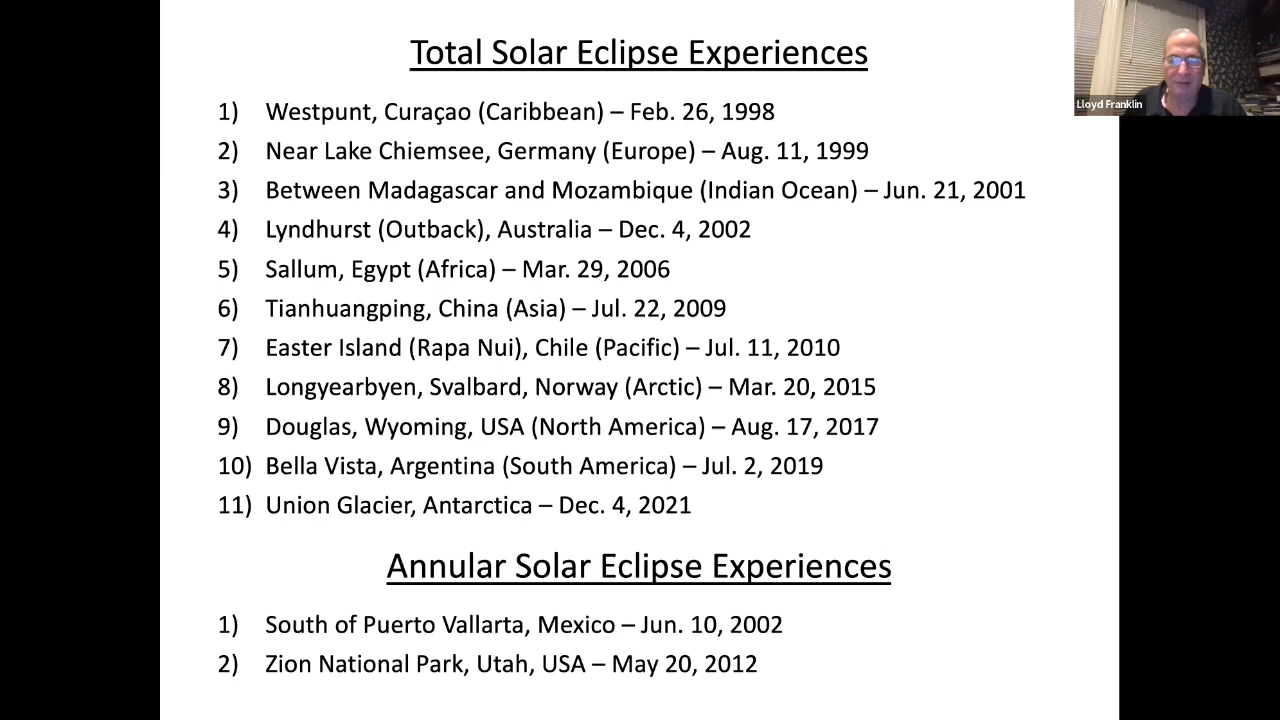 Total Solar Eclipse Experiences
1) Westpunt, Curaçao (Caribbean) – Feb. 26, 1998
2) Near Lake Chiemsee, Germany (Europe) – Aug. 11, 1999
3) Between Madagascar and Mozambique (Indian Ocean) – Jun. 21, 2001
4) Lyndhurst (Outback), Australia – Dec. 4, 2002
5) Sallum, Egypt (Africa) – Mar. 29, 2006
6) Tianhuangping, China (Asia) – Jul. 22, 2009
7) Easter Island (Rapa Nui), Chile (Pacific) – Jul. 11, 2010
8) Longyearbyen, Svalbard, Norway (Arctic) – Mar. 20, 2015
9) Douglas, Wyoming, USA (North America) – Aug. 17, 2017
10) Bella Vista, Argentina (South America) – Jul. 2, 2019
11) Union Glacier, Antarctica – Dec. 4, 2021
Annular Solar Eclipse Experiences
1) South of Puerto Vallarta, Mexico – Jun. 10, 2002
2) Zion National Park, Utah, USA – May 20, 2012
Lloyd Franklin